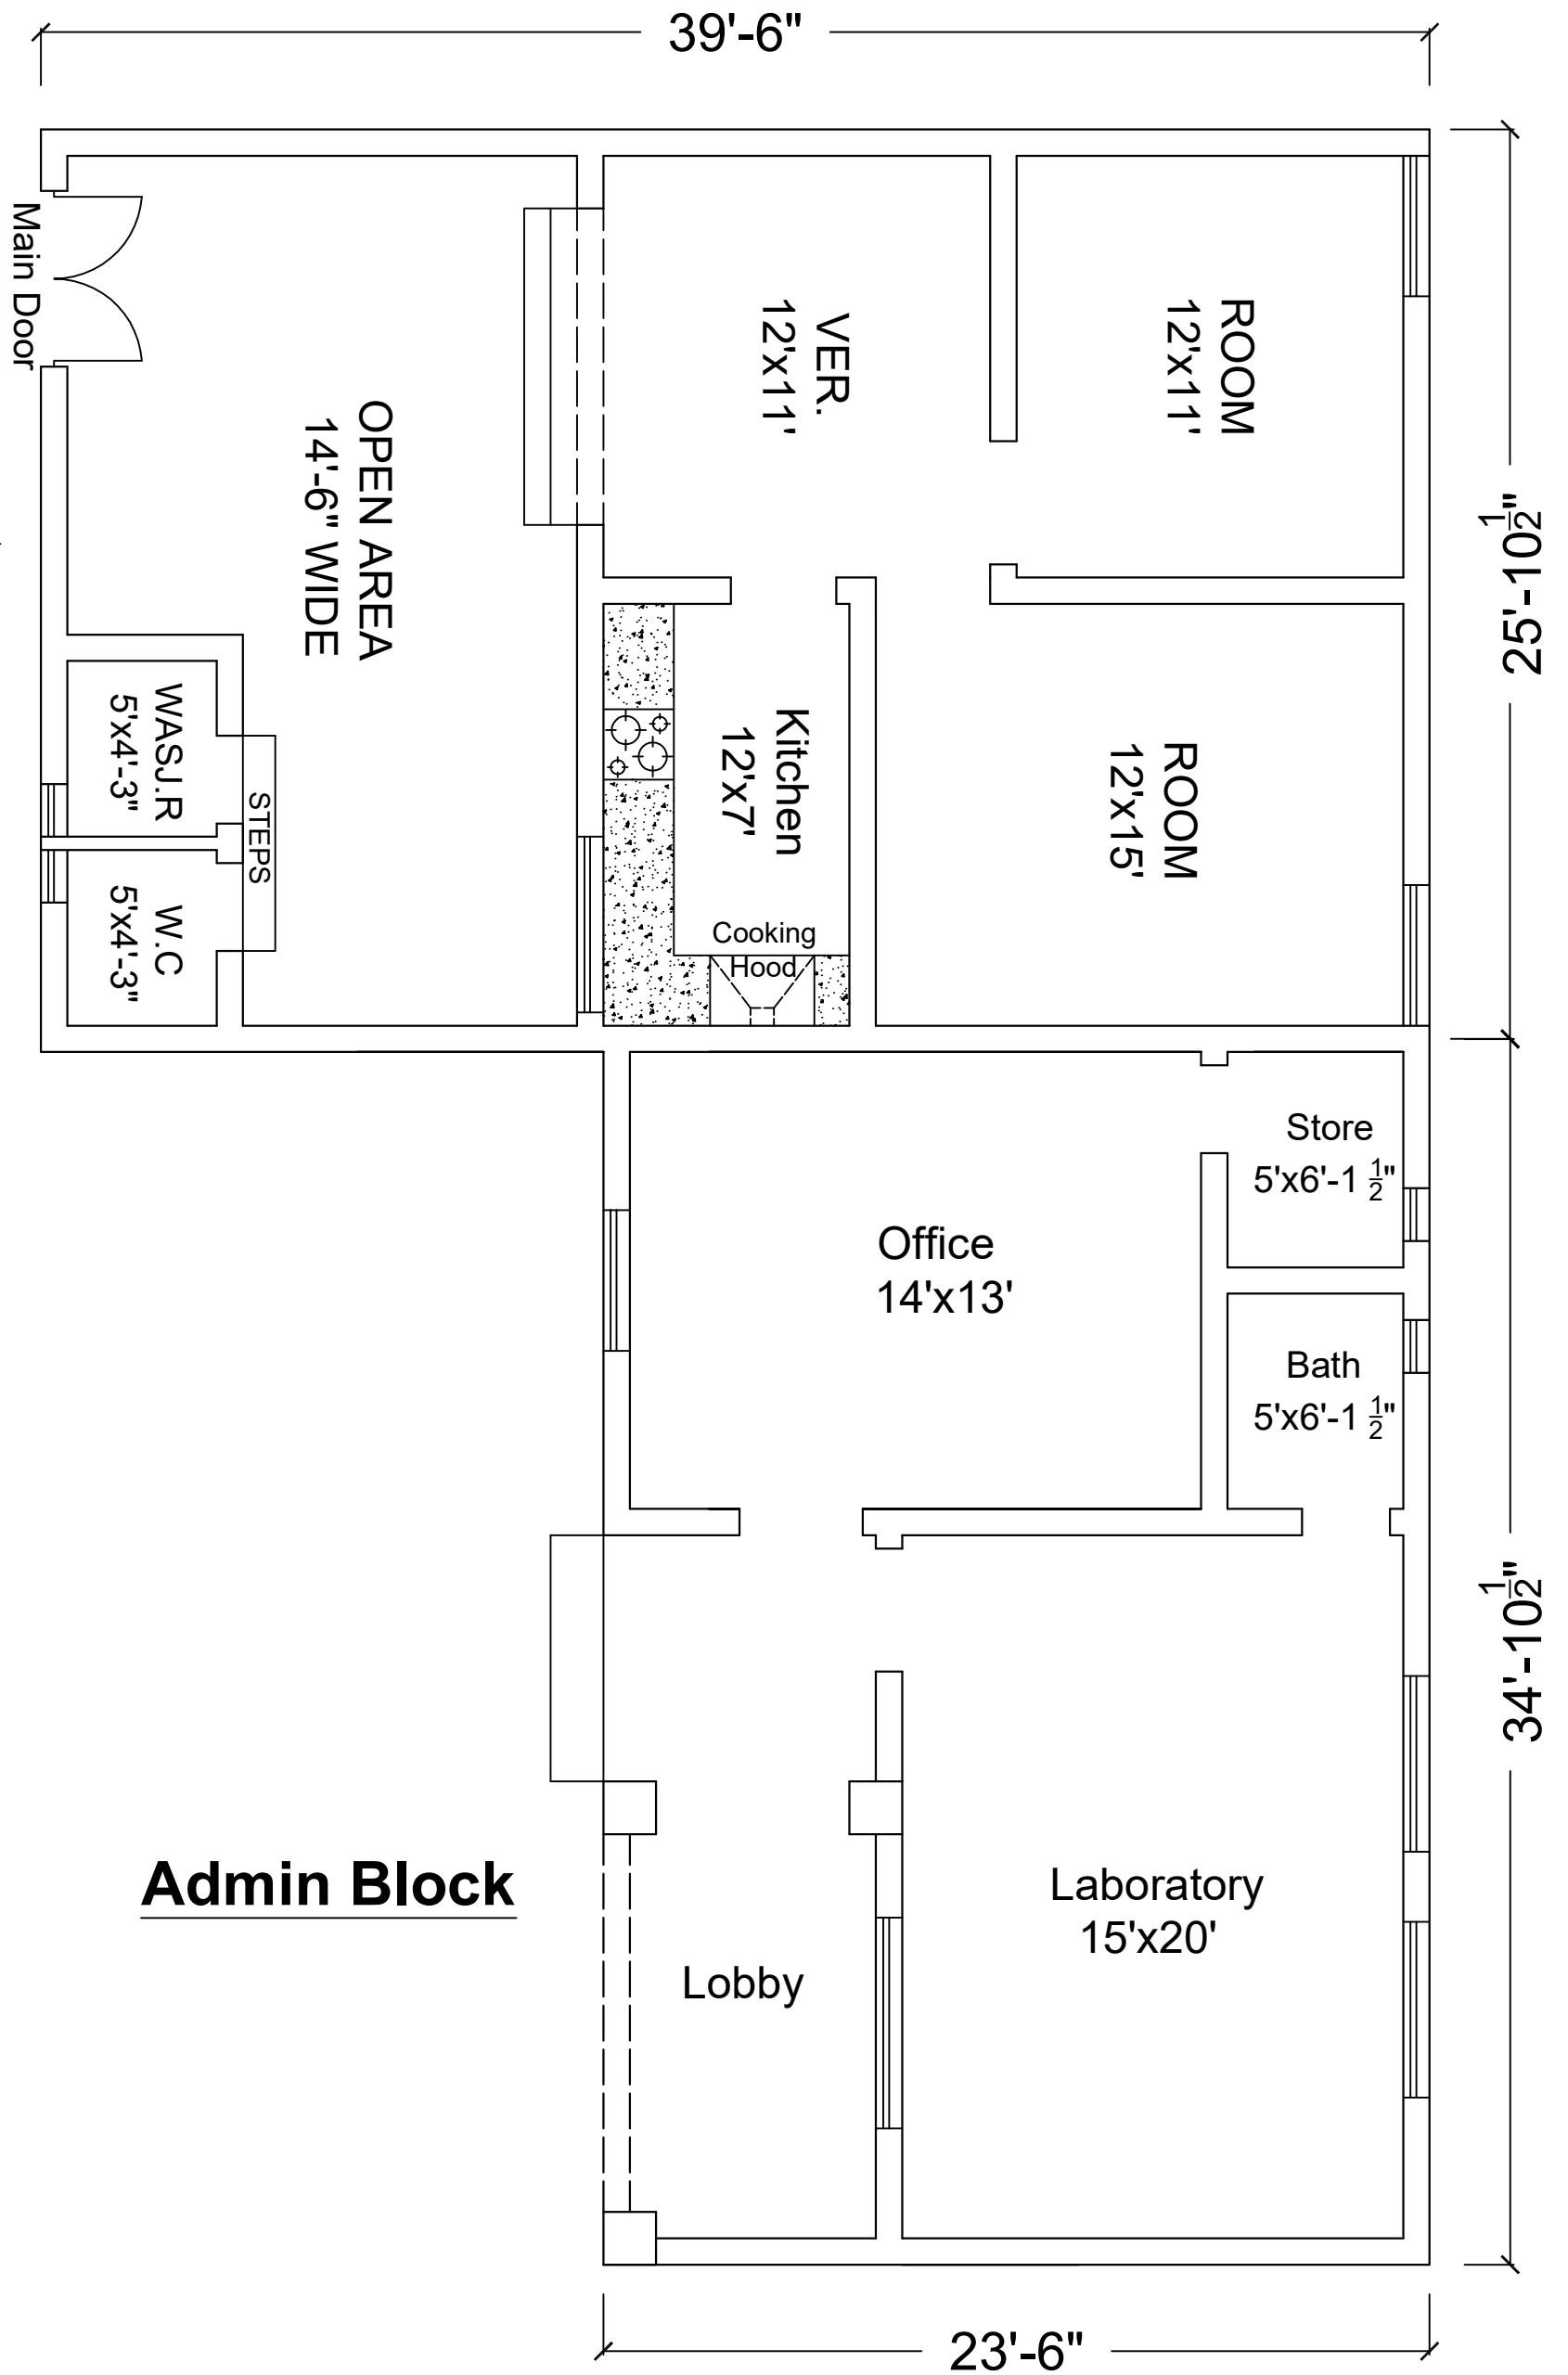 39'-6"
Main Door
OPEN AREA
14'-6" WIDE
VER.
12'x11'
ROOM
12'x11'
25'-10½"
WASJ.R
5'x4'-3"
STEPS
W.C
5'x4'-3"
Kitchen
12'x7'
Cooking
Hood
ROOM
12'x15'
Store
5'x6'-1 ½"
Office
14'x13'
Bath
5'x6'-1 ½"
34'-10½"
Admin Block
Laboratory
15'x20'
Lobby
23'-6"